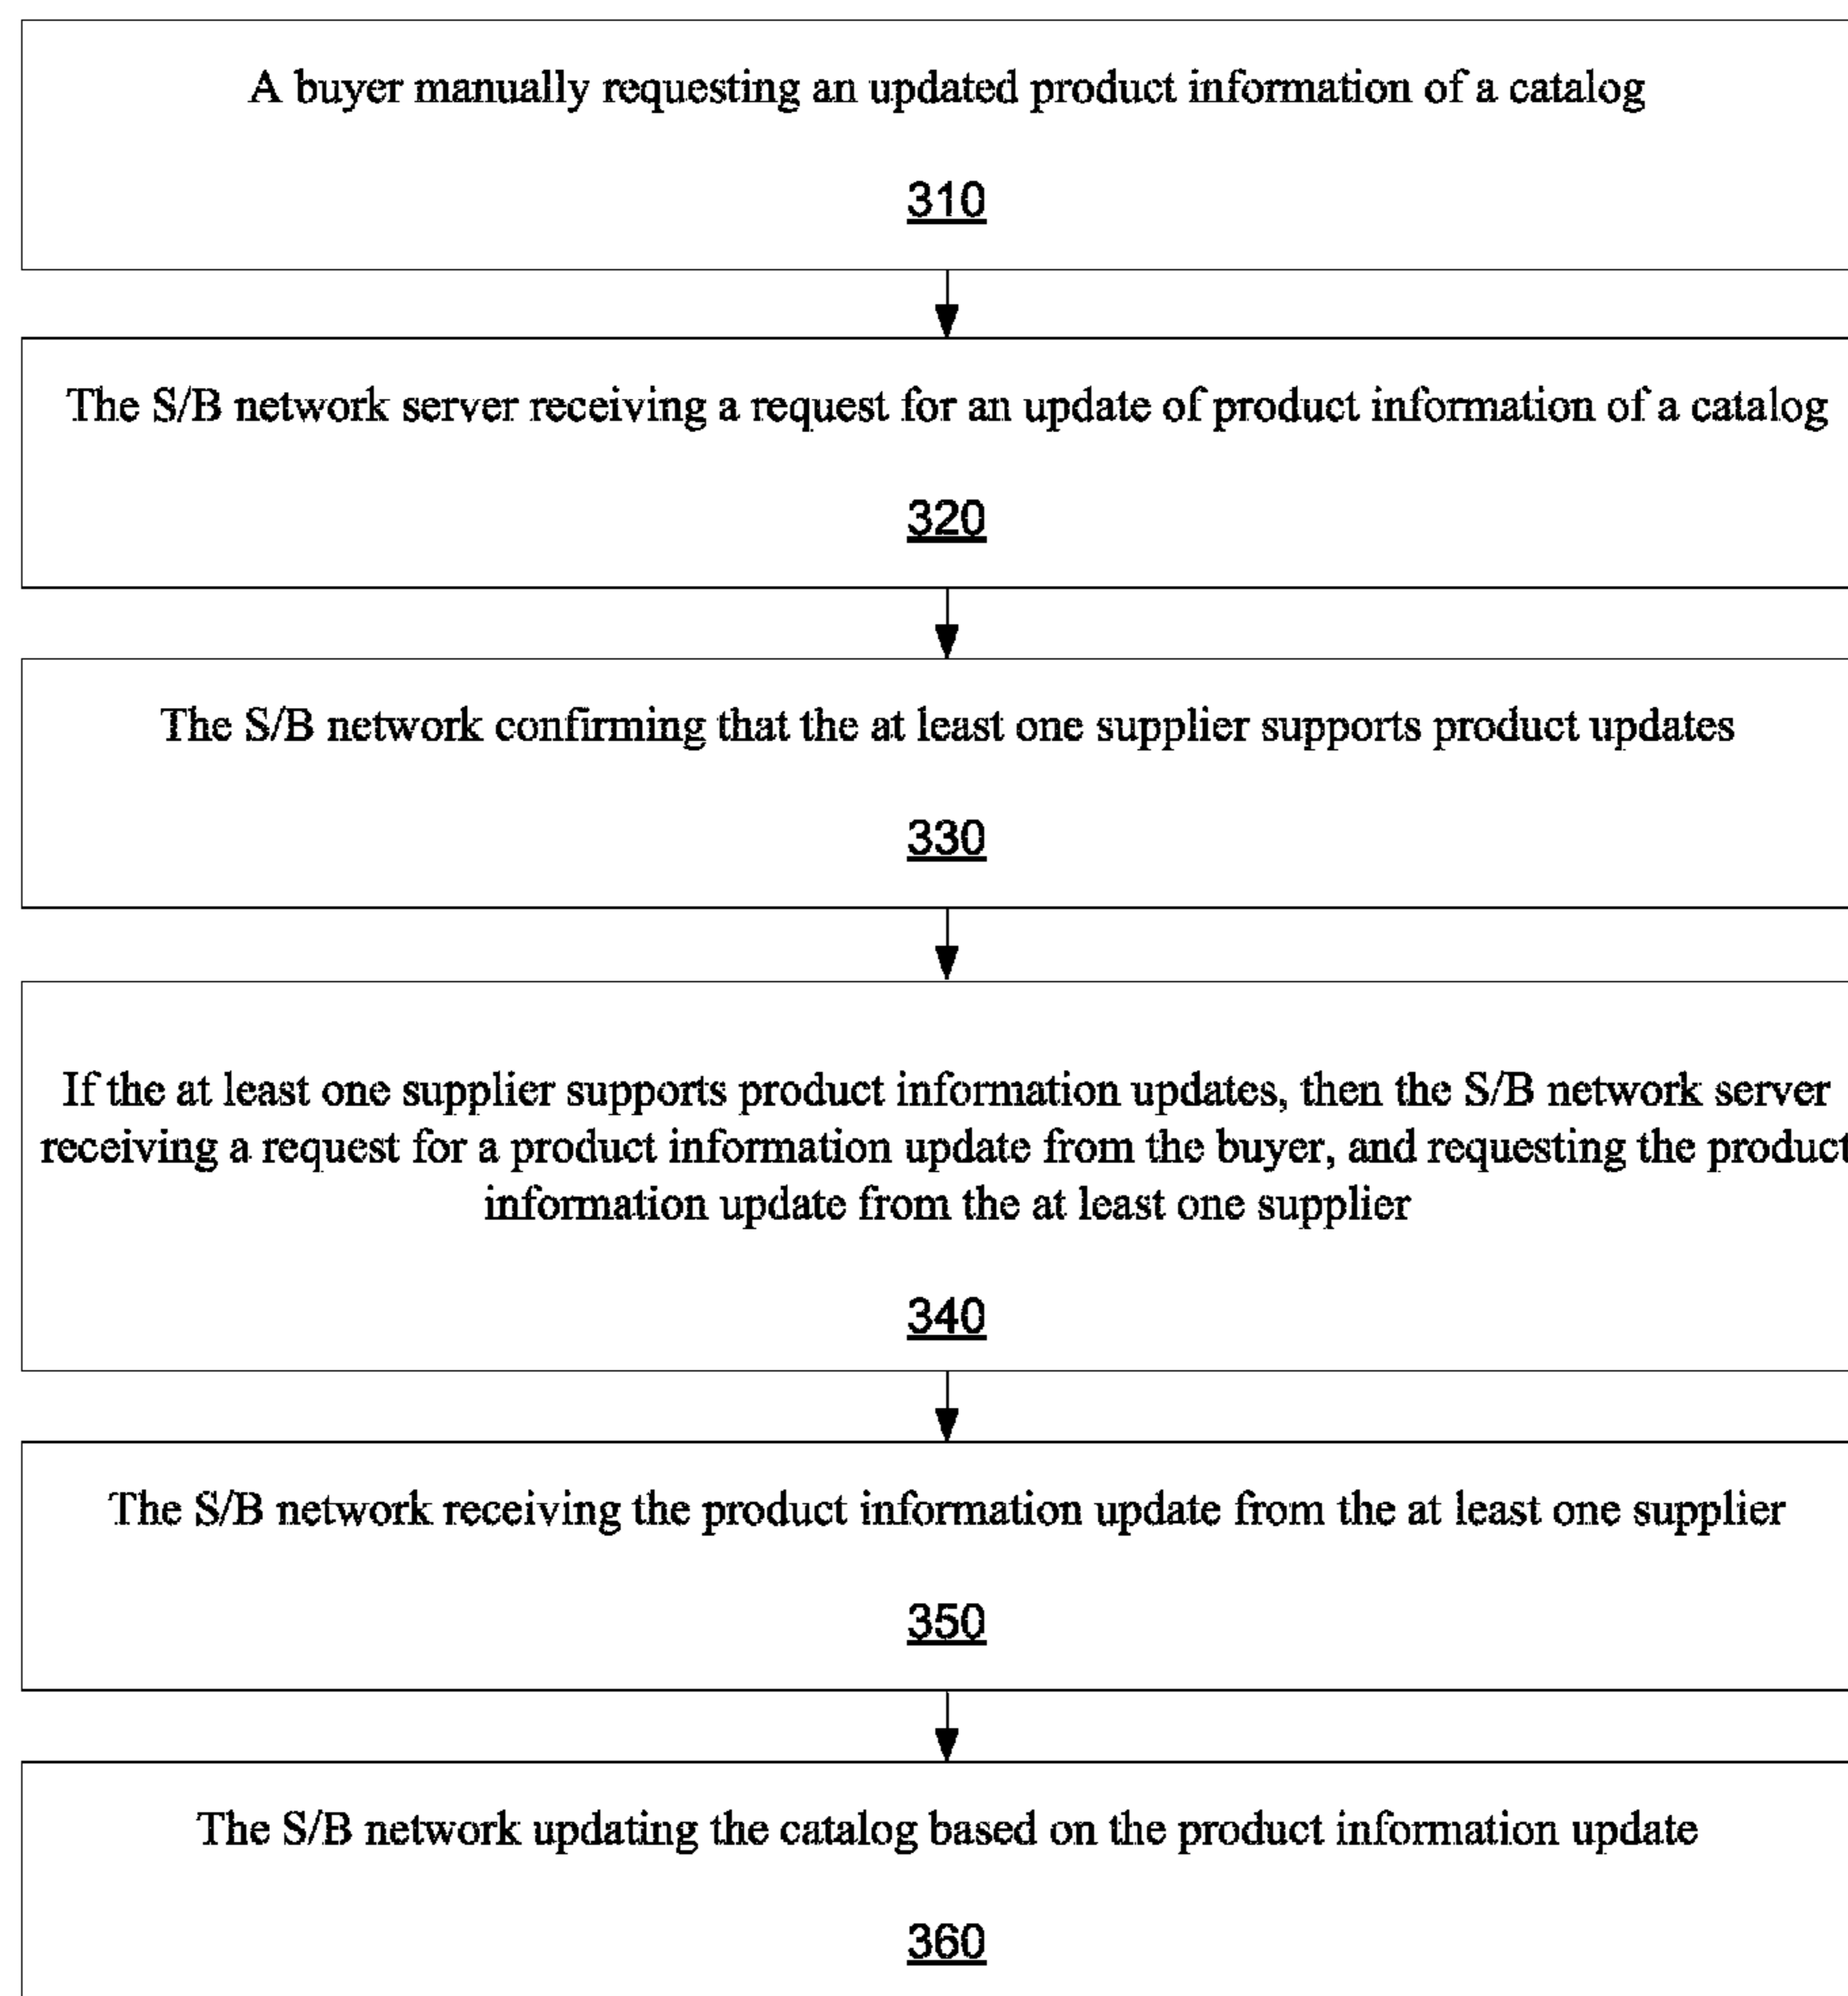 A buyer manually requesting an updated product information of a catalog
310
The S/B network server receiving a request for an update of product information of a catalog
320
The S/B network confirming that the at least one supplier supports product updates
330
If the at least one supplier supports product information updates, then the S/B network server
receiving a request for a product information update from the buyer, and requesting the product
information update from the at least one supplier
340
The S/B network receiving the product information update from the at least one supplier
350
The S/B network updating the catalog based on the product information update
360